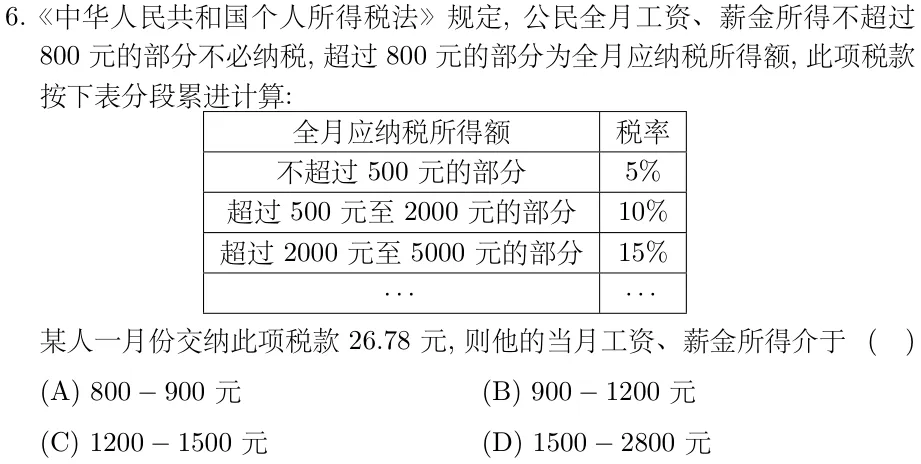 6.《中华人民共和国个人所得税法》规定, 公民全月工资、薪金所得不超过
800 元的部分不必纳税, 超过 800 元的部分为全月应纳税所得额, 此项税款
按下表分段累进计算:
全月应纳税所得额 税率
不超过 500 元的部分 5%
超过 500 元至 2000 元的部分 10%
超过 2000 元至 5000 元的部分 15%
··· ···
某人一月份交纳此项税款 26.78 元, 则他的当月工资、薪金所得介于 ( )
(A) 800 − 900 元 (B) 900 − 1200 元
(C) 1200 − 1500 元 (D) 1500 − 2800 元